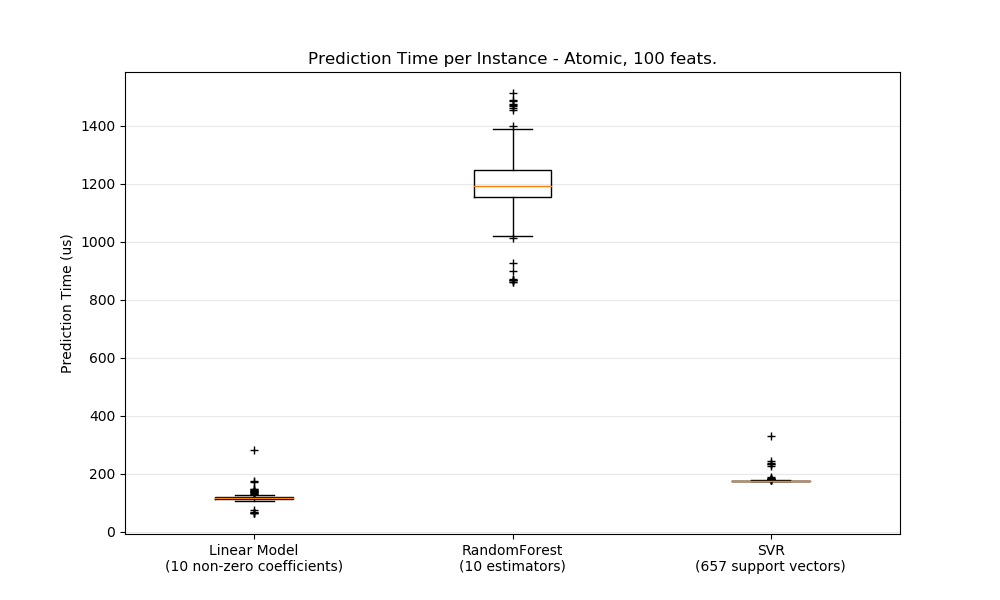 Prediction Time per Instance - Atomic, 100 feats.
Prediction Time (us)
1400
1200
1000
800
600
400
200
0
Linear Model
(10 non-zero coefficients)
RandomForest
(10 estimators)
SVR
(657 support vectors)